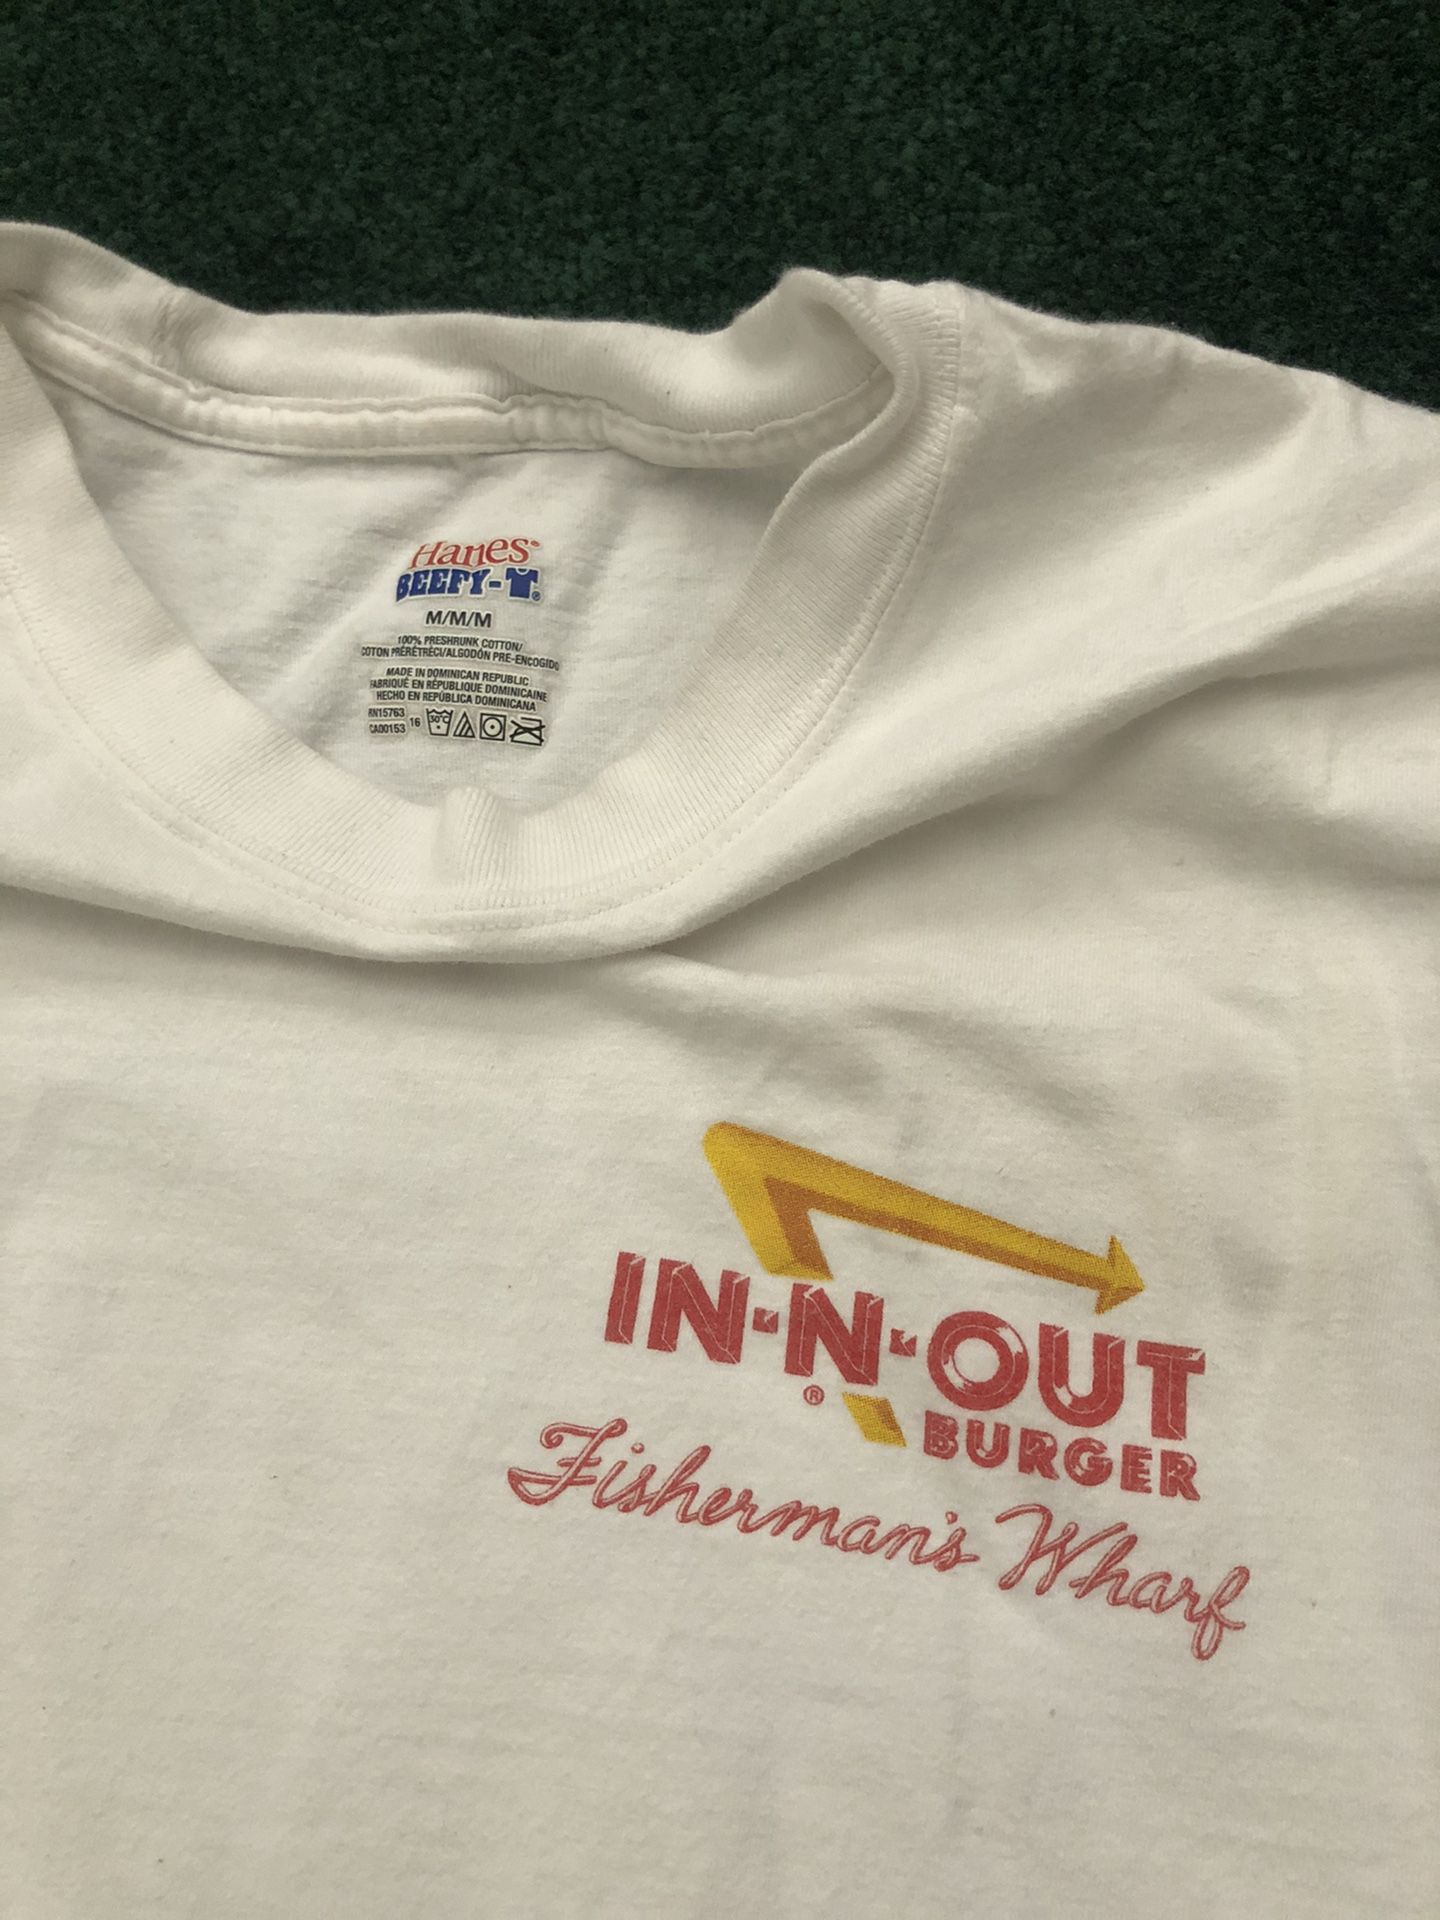 Hanes®
BEEFY-T®
M/M/M
100% PRESHRUNK COTTON/
COTON PRÉRÉTRÉCI/ALGODÓN PRE-ENCOGIDO
MADE IN DOMINICAN REPUBLIC
FABRIQUÉ EN RÉPUBLIQUE DOMINICAINE
HECHO EN REPÚBLICA DOMINICANA
RN15763
CA00153 16 30°C
IN-N-OUT
® BURGER
Fisherman's Wharf